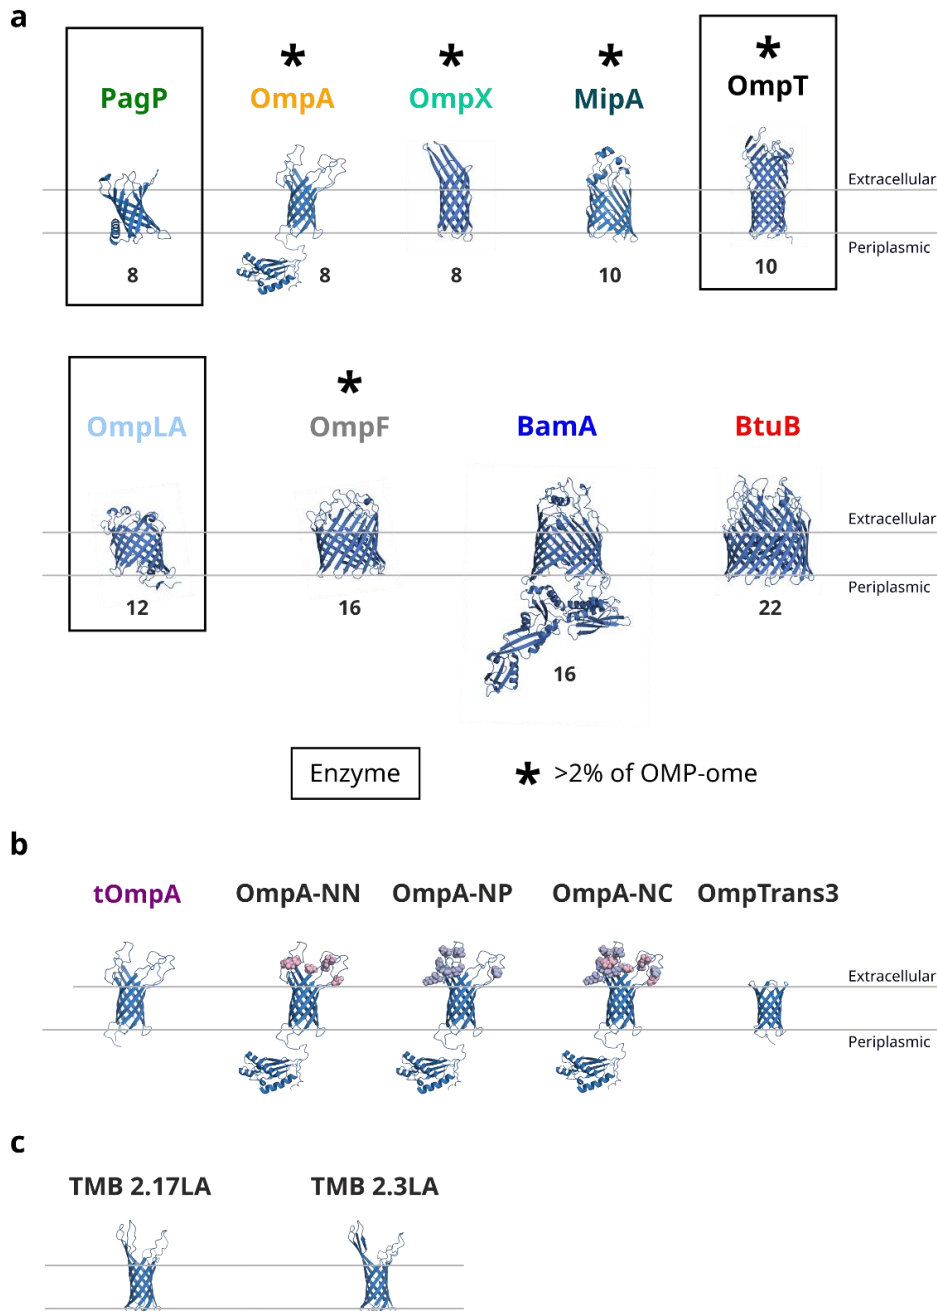 a
* * * *
PagP OmpA OmpX MipA OmpT
Extracellular
Periplasmic
8 8 8 10 10
*
OmpLA OmpF BamA BtuB
Extracellular
Periplasmic
12 16 16 22
Enzyme * >2% of OMP-ome
b
tOmpA OmpA-NN OmpA-NP OmpA-NC OmpTrans3
Extracellular
Periplasmic
c
TMB 2.17LA TMB 2.3LA